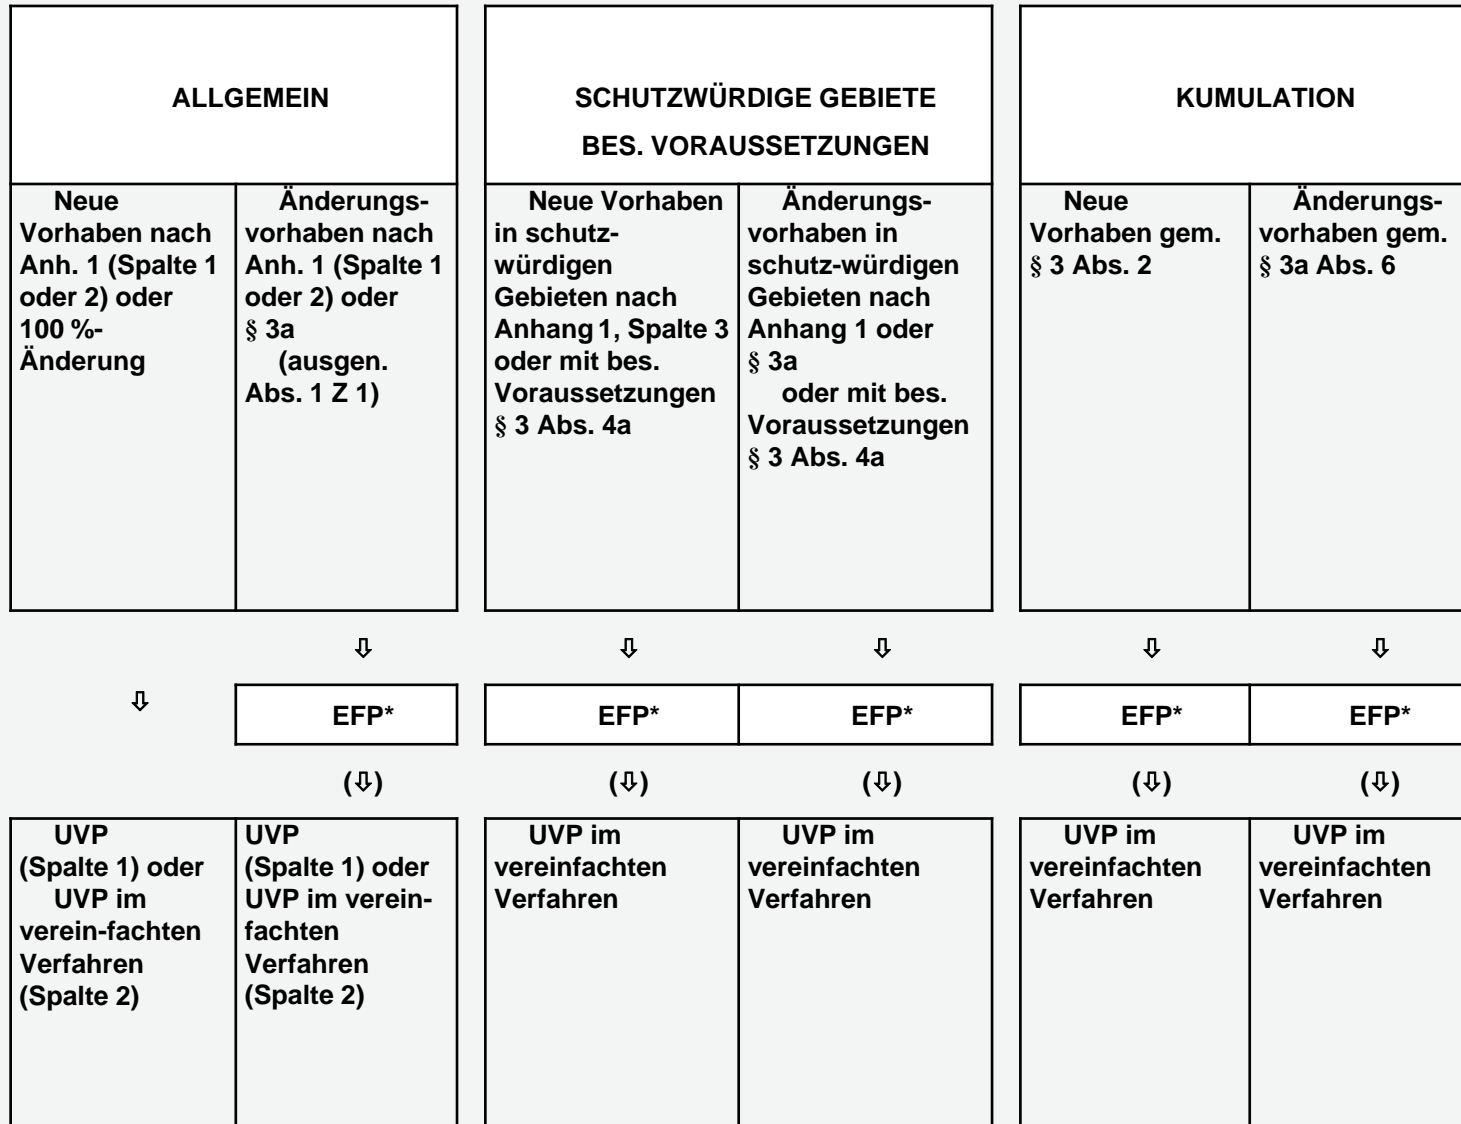 ALLGEMEIN
SCHUTZWÜRDIGE GEBIETE
BES. VORAUSSETZUNGEN
KUMULATION
Neue
Vorhaben nach
Anh. 1 (Spalte 1
oder 2) oder
100 %-
Änderung
Änderungs-
vorhaben nach
Anh. 1 (Spalte 1
oder 2) oder
§ 3a
(ausgen.
Abs. 1 Z 1)
Neue Vorhaben
in schutz-
würdigen
Gebieten nach
Anhang 1, Spalte 3
oder mit bes.
Voraussetzungen
§ 3 Abs. 4a
Änderungs-
vorhaben in
schutz-würdigen
Gebieten nach
Anhang 1 oder
§ 3a
oder mit bes.
Voraussetzungen
§ 3 Abs. 4a
Neue
Vorhaben gem.
§ 3 Abs. 2
Änderungs-
vorhaben gem.
§ 3a Abs. 6
⇩ ⇩ ⇩ ⇩ ⇩
⇩
EFP*
EFP*
EFP*
EFP*
EFP*
(⇩) (⇩) (⇩) (⇩) (⇩)
UVP
(Spalte 1) oder
UVP im
verein-fachten
Verfahren
(Spalte 2)
UVP
(Spalte 1) oder
UVP im verein-
fachten
Verfahren
(Spalte 2)
UVP im
vereinfachten
Verfahren
UVP im
vereinfachten
Verfahren
UVP im
vereinfachten
Verfahren
UVP im
vereinfachten
Verfahren